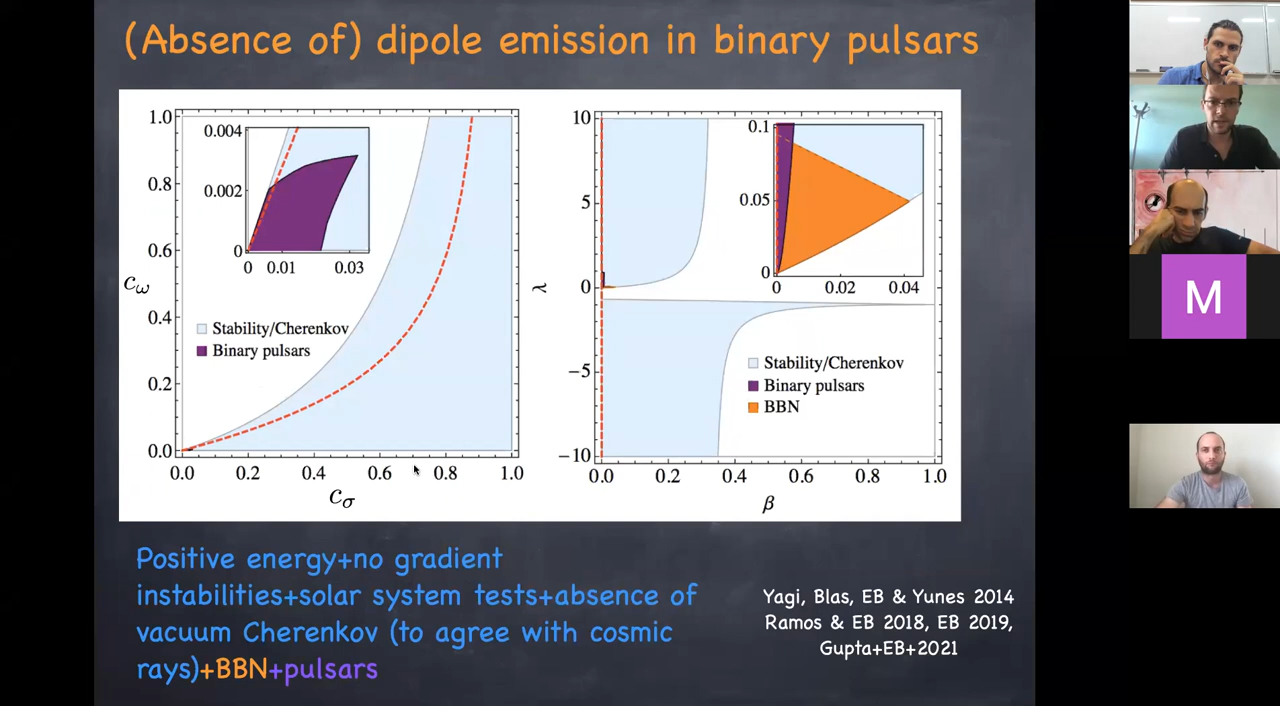 (Absence of) dipole emission in binary pulsars
1.0
0.8
0.6
0.4
0.2
0.0
cω
0.004
0.002
0
0
0.01
0.03
Stability/Cherenkov
Binary pulsars
0.0
0.2
0.4
0.6
0.8
1.0
cσ
10
5
0
−5
−10
λ
0.1
0.05
0
0
0.02
0.04
Stability/Cherenkov
Binary pulsars
BBN
0.0
0.2
0.4
0.6
0.8
1.0
β
Positive energy+no gradient
instabilities+solar system tests+absence of
vacuum Cherenkov (to agree with cosmic
rays)+BBN+pulsars
Yagi, Blas, EB & Yunes 2014
Ramos & EB 2018, EB 2019,
Gupta+EB+2021
M